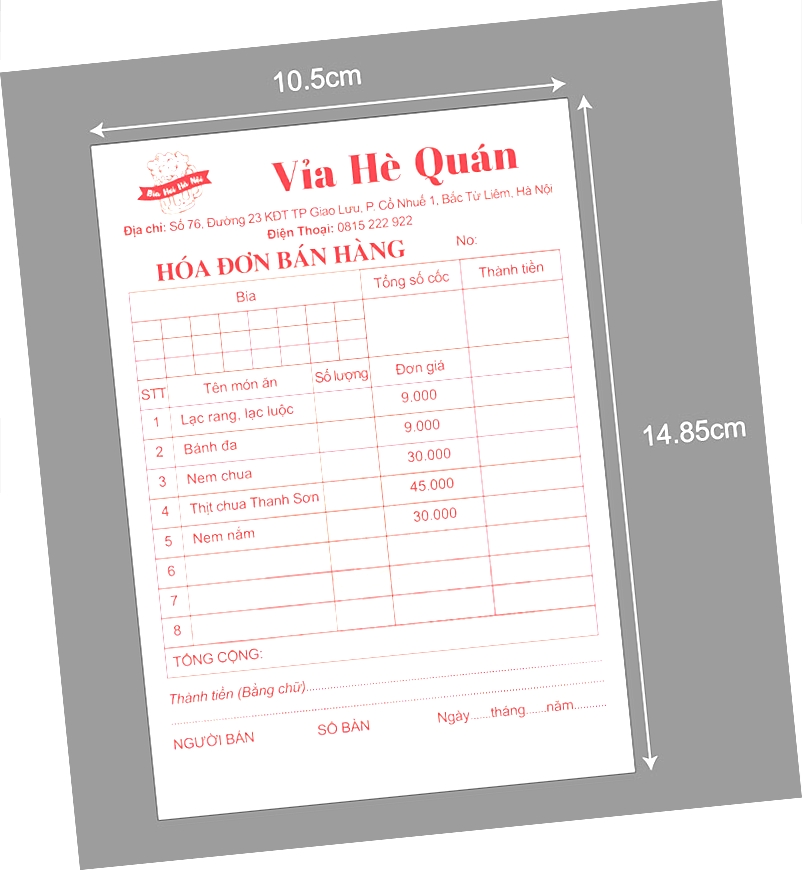 10.5cm
Bia Hơi Hà Nội
Vỉa Hè Quán
Địa chỉ: Số 76, Đường 23 KĐT TP Giao Lưu, P. Cổ Nhuế 1, Bắc Từ Liêm, Hà Nội
Điện Thoại: 0815 222 922
HÓA ĐƠN BÁN HÀNG No:
Bia Tổng số cốc Thành tiền
STT Tên món ăn Số lượng Đơn giá
1 Lạc rang, lạc luộc 9.000
2 Bánh đa 9.000
3 Nem chua 30.000
4 Thịt chua Thanh Sơn 45.000
5 Nem nắm 30.000
6
7
8
TỔNG CỘNG:
Thành tiền (Bằng chữ)
NGƯỜI BÁN SỐ BÀN Ngày......tháng......năm..........
14.85cm